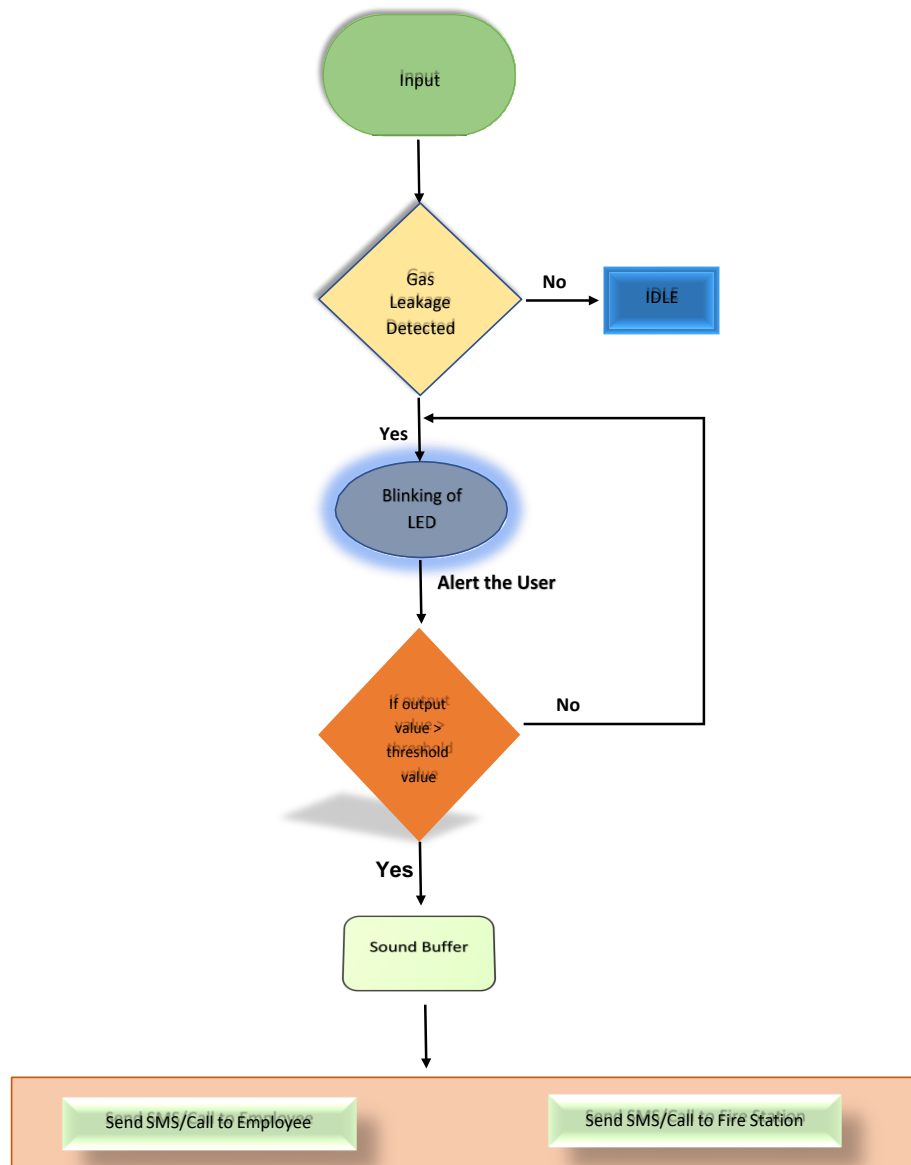 Input
Gas
Leakage
Detected
No
IDLE
Yes
Blinking of
LED
Alert the User
If output
value >
threshold
value
No
Yes
Sound Buffer
Send SMS/Call to Employee
Send SMS/Call to Fire Station